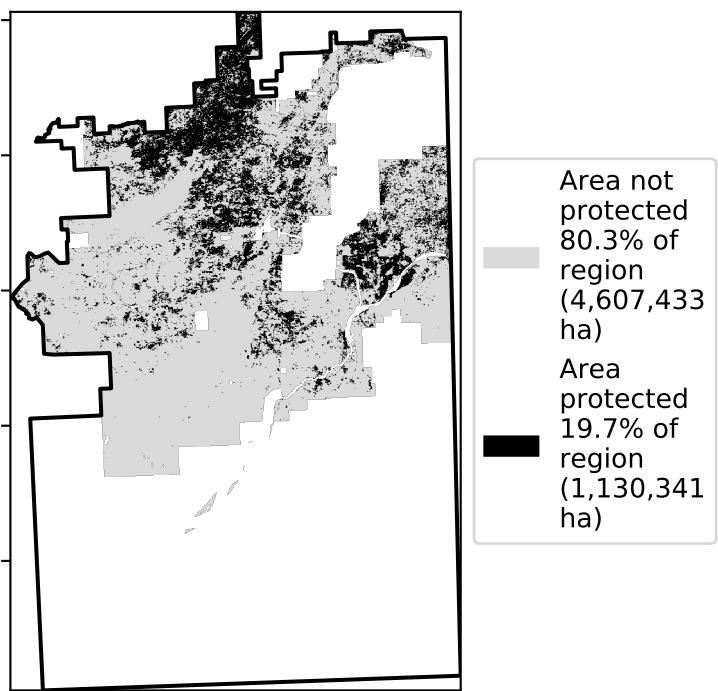 Area not
protected
80.3% of
region
(4,607,433
ha)
Area
protected
19.7% of
region
(1,130,341
ha)